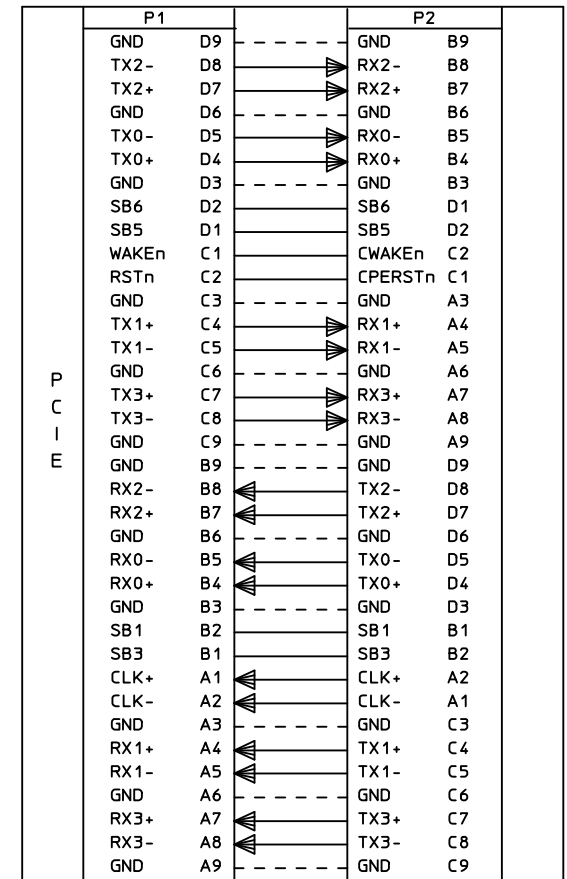 P1 P2
GND D9 GND B9
TX2- D8 RX2- B8
TX2+ D7 RX2+ B7
GND D6 GND B6
TX0- D5 RX0- B5
TX0+ D4 RX0+ B4
GND D3 GND B3
SB6 D2 SB6 D1
SB5 D1 SB5 D2
WAKEn C1 CWAKEn C2
RSTn C2 CPERSTn C1
GND C3 GND A3
TX1+ C4 RX1+ A4
TX1- C5 RX1- A5
GND C6 GND A6
TX3+ C7 RX3+ A7
TX3- C8 RX3- A8
GND C9 GND A9
GND B9 GND D9
RX2- B8 TX2- D8
RX2+ B7 TX2+ D7
GND B6 GND D6
RX0- B5 TX0- D5
RX0+ B4 TX0+ D4
GND B3 GND D3
SB1 B2 SB1 B1
SB3 B1 SB3 B2
CLK+ A1 CLK+ A2
CLK- A2 CLK- A1
GND A3 GND C3
RX1+ A4 TX1+ C4
RX1- A5 TX1- C5
GND A6 GND C6
RX3+ A7 TX3+ C7
RX3- A8 TX3- C8
GND A9 GND C9
PCIE